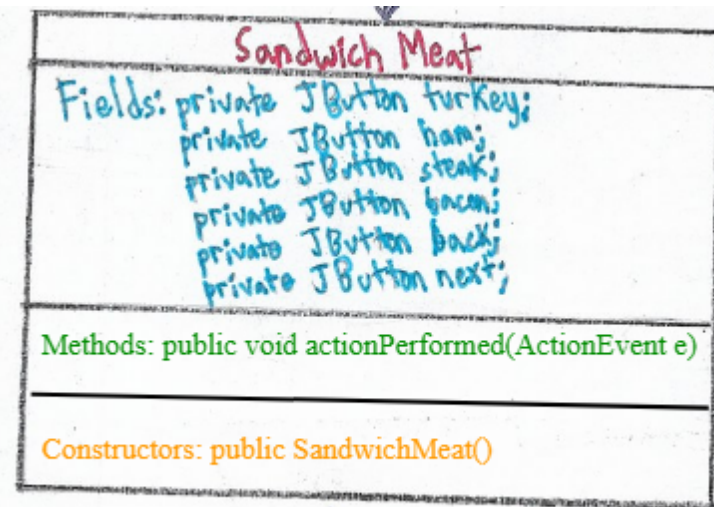 Sandwich Meat
Fields: private JButton turkey;
private JButton ham;
private JButton steak;
private JButton bacon;
private JButton back;
private JButton next;
Methods: public void actionPerformed(ActionEvent e)
Constructors: public SandwichMeat()